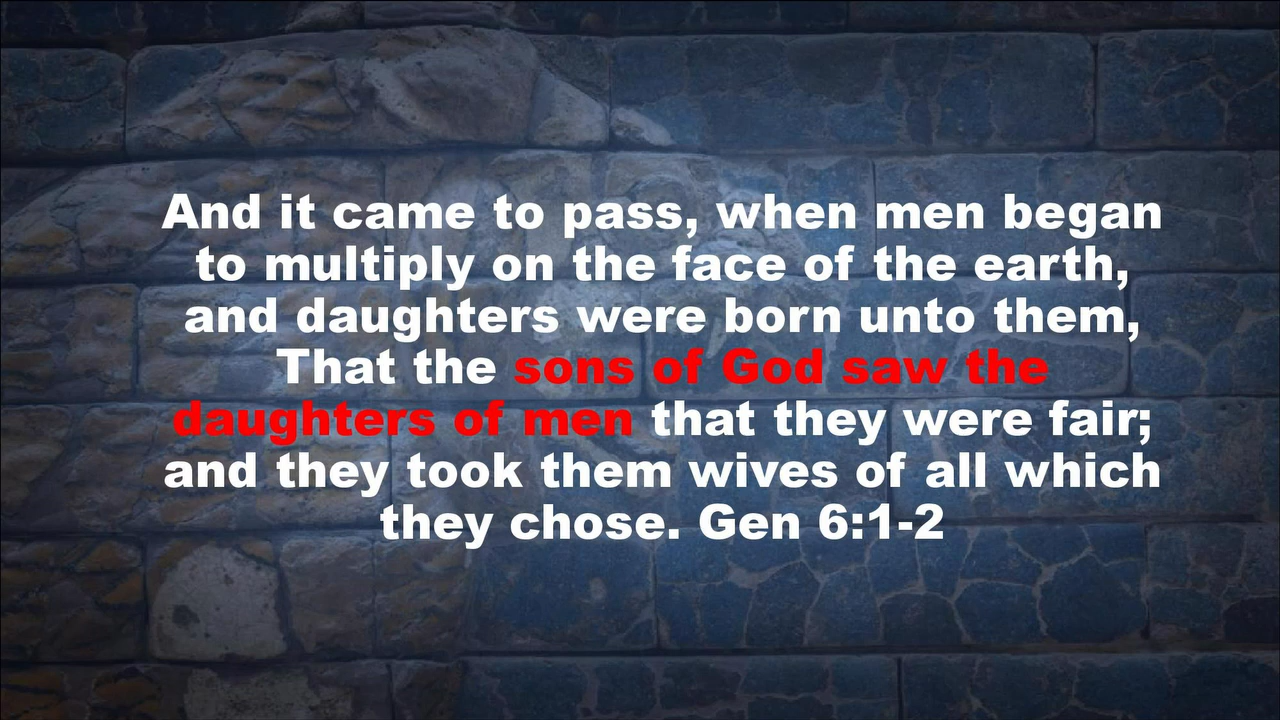 And it came to pass, when men began
to multiply on the face of the earth,
and daughters were born unto them,
That the sons of God saw the
daughters of men that they were fair;
and they took them wives of all which
they chose. Gen 6:1-2